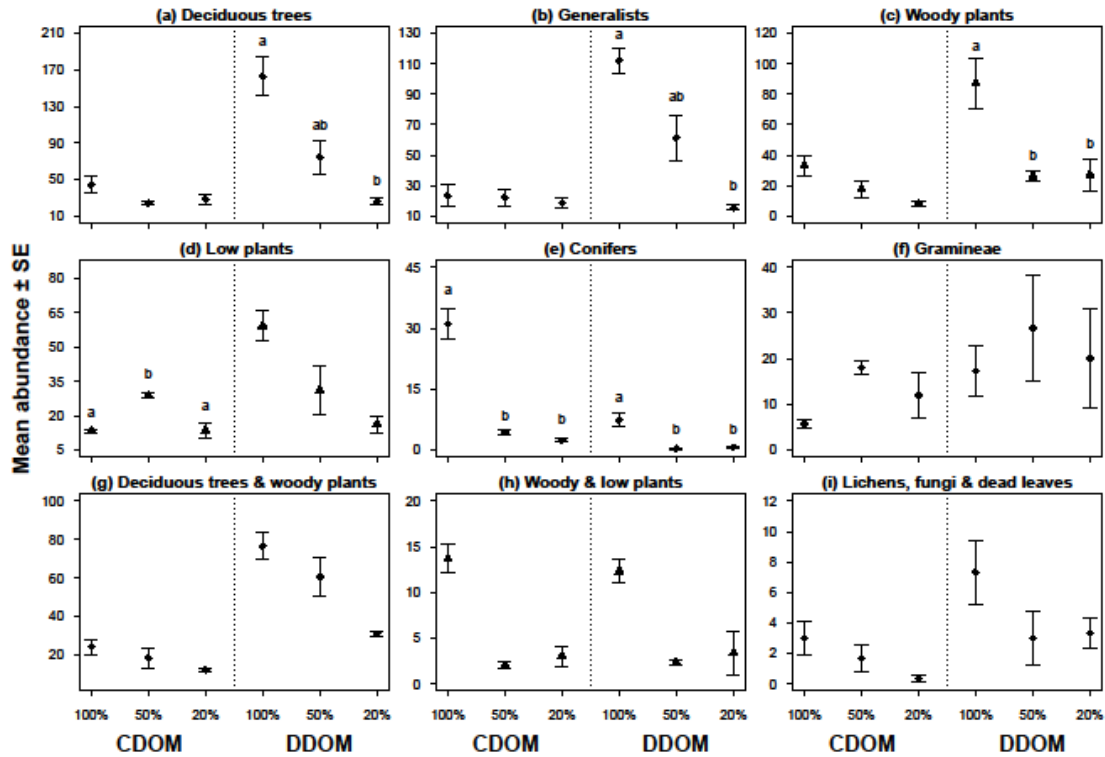 (a) Deciduous trees (b) Generalists (c) Woody plants
210 170 130 90 50 10
a ab b
130 110 90 70 50 30 10
a ab b
120 100 80 60 40 20 0
a b b
Mean abundance ± SE
(d) Low plants (e) Conifers (f) Gramineae
80 65 50 35 20 5
a b a
45 30 15 0
a b b a b b
40 30 20 10 0
(g) Deciduous trees & woody plants (h) Woody & low plants (i) Lichens, fungi & dead leaves
100 80 60 40 20
20 15 10 5 0
12 10 8 6 4 2 0
100% 50% 20% 100% 50% 20% 100% 50% 20% 100% 50% 20% 100% 50% 20% 100% 50% 20%
CDOM DDOM CDOM DDOM CDOM DDOM